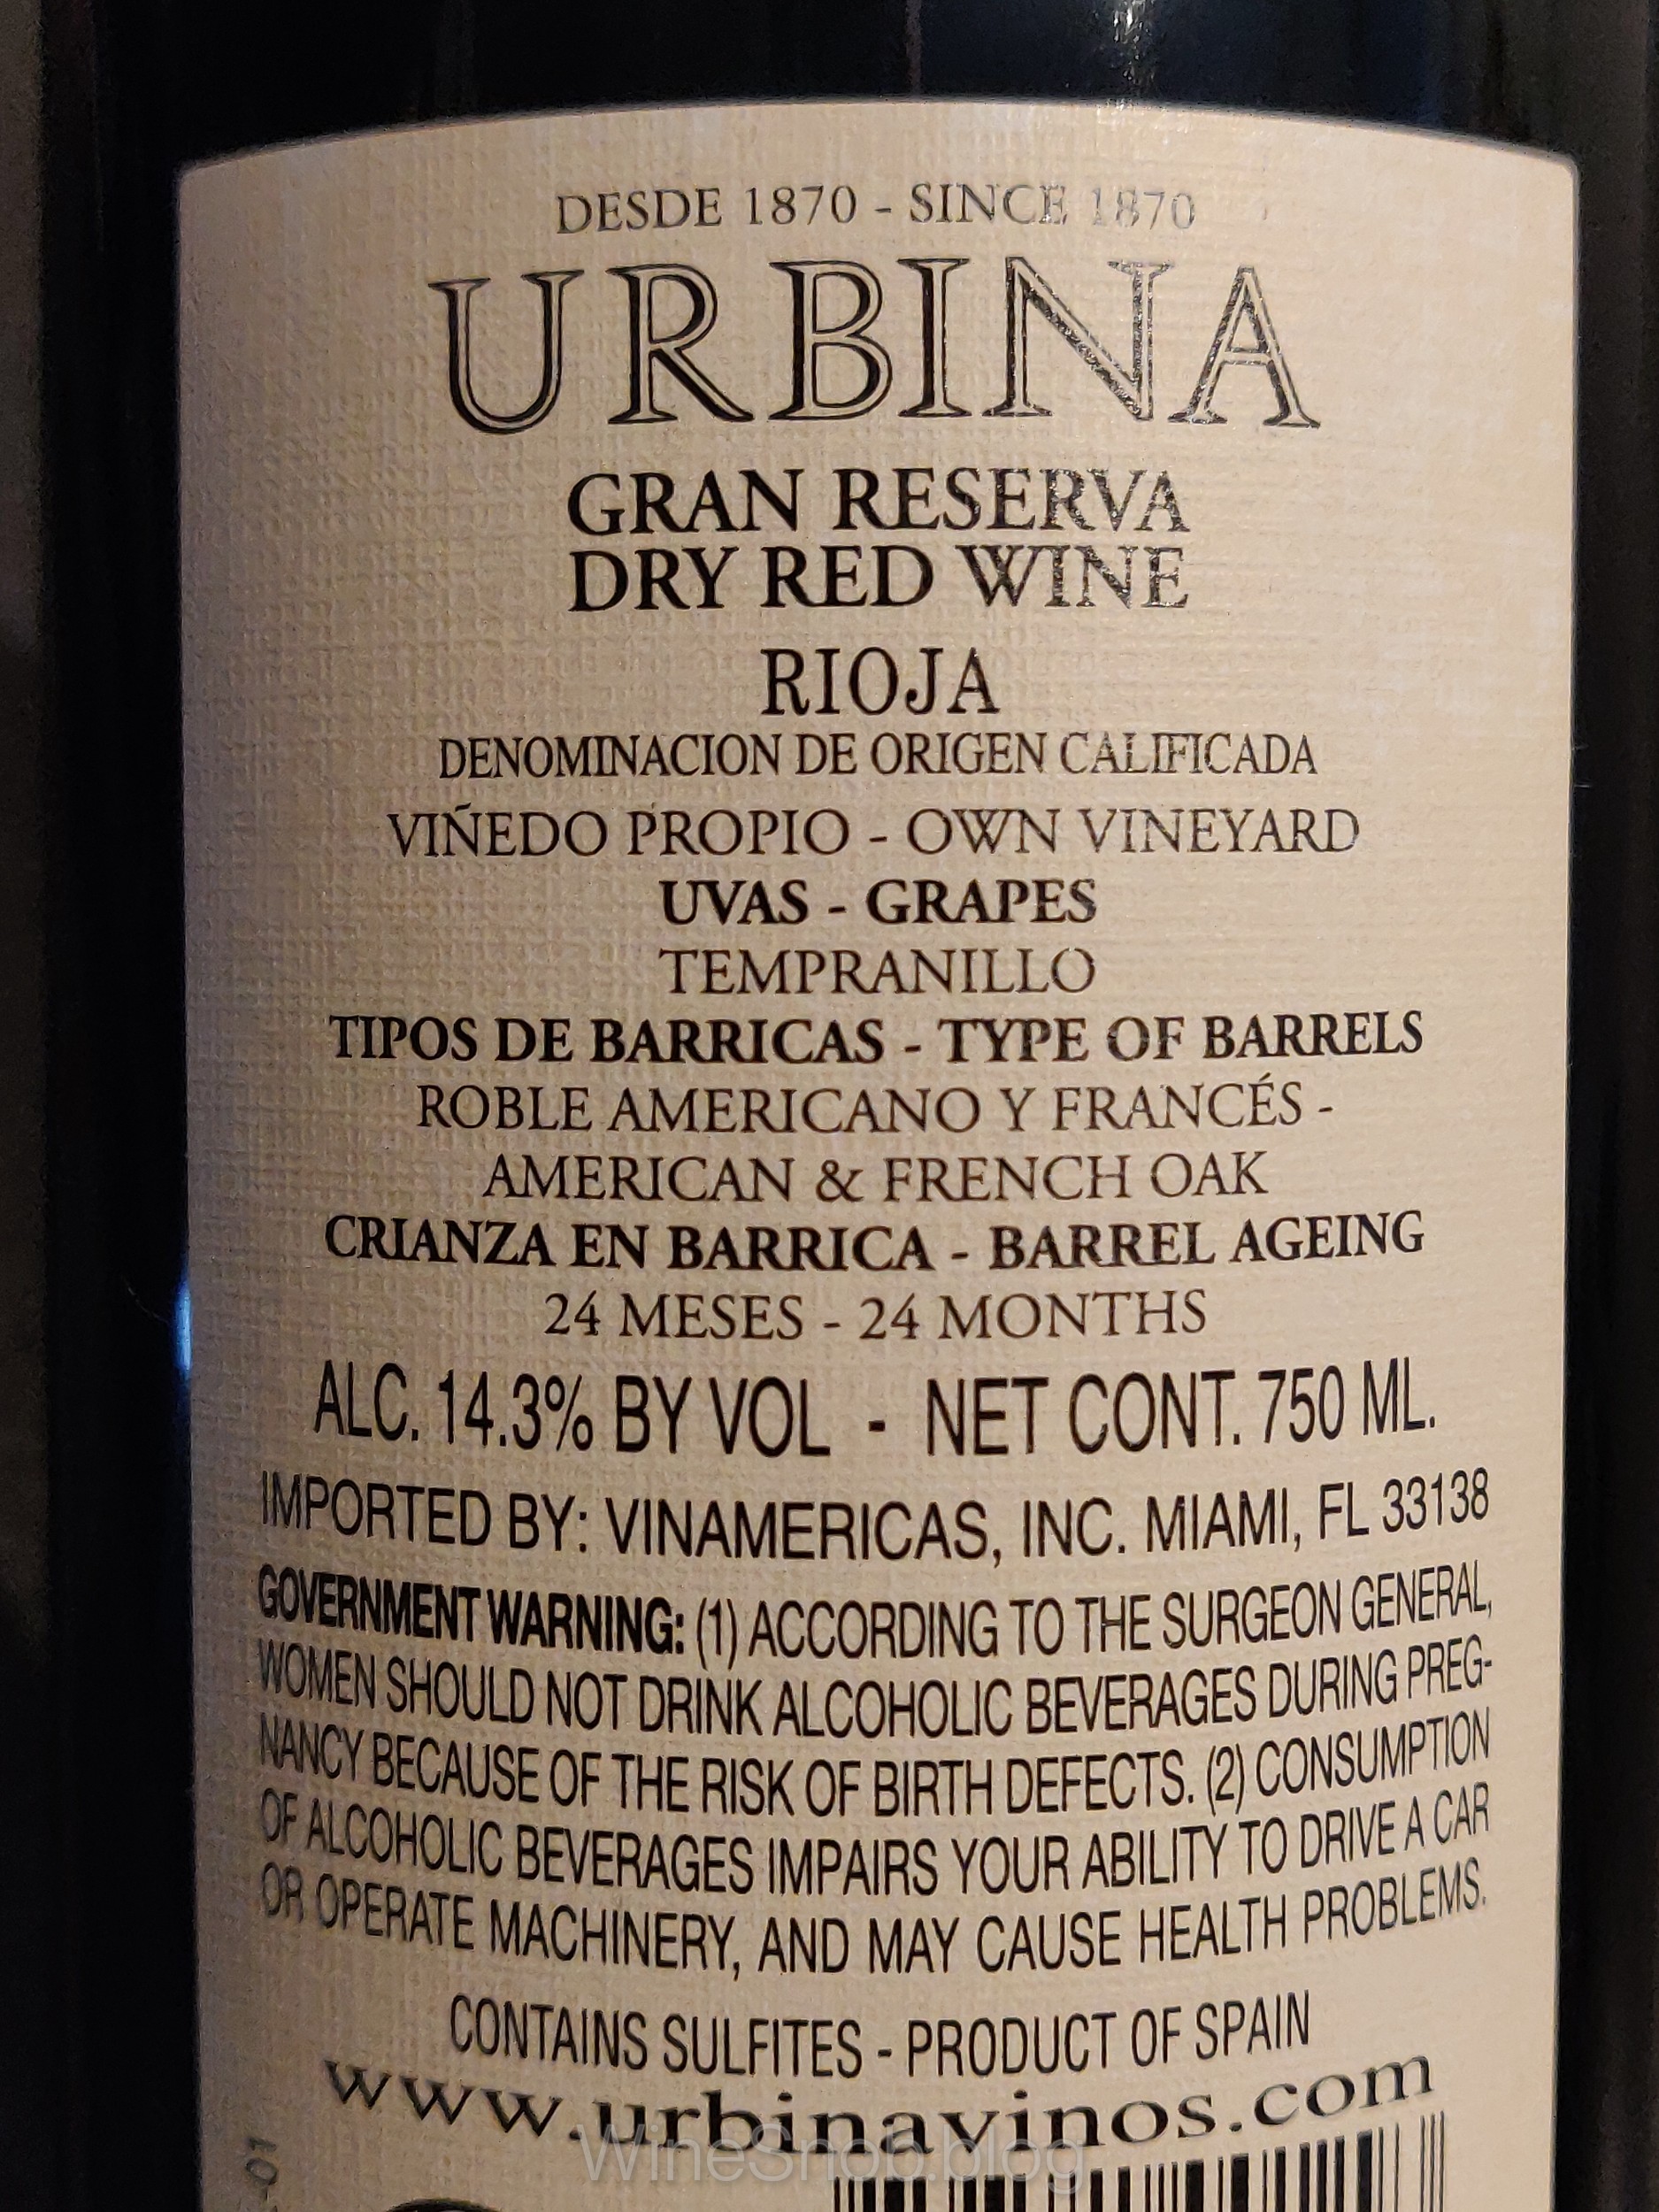 DESDE 1870 - SINCE 1870
URBINA
GRAN RESERVA
DRY RED WINE
RIOJA
DENOMINACION DE ORIGEN CALIFICADA
VIÑEDO PROPIO - OWN VINEYARD
UVAS - GRAPES
TEMPRANILLO
TIPOS DE BARRICAS - TYPE OF BARRELS
ROBLE AMERICANO Y FRANCÉS -
AMERICAN & FRENCH OAK
CRIANZA EN BARRICA - BARREL AGEING
24 MESES - 24 MONTHS
ALC. 14.3% BY VOL - NET CONT. 750 ML.
IMPORTED BY: VINAMERICAS, INC. MIAMI, FL 33138
GOVERNMENT WARNING: (1) ACCORDING TO THE SURGEON GENERAL,
WOMEN SHOULD NOT DRINK ALCOHOLIC BEVERAGES DURING PREG-
NANCY BECAUSE OF THE RISK OF BIRTH DEFECTS. (2) CONSUMPTION
OF ALCOHOLIC BEVERAGES IMPAIRS YOUR ABILITY TO DRIVE A CAR
OR OPERATE MACHINERY, AND MAY CAUSE HEALTH PROBLEMS.
CONTAINS SULFITES - PRODUCT OF SPAIN
www.urbinavinos.com
WineSnob.blog